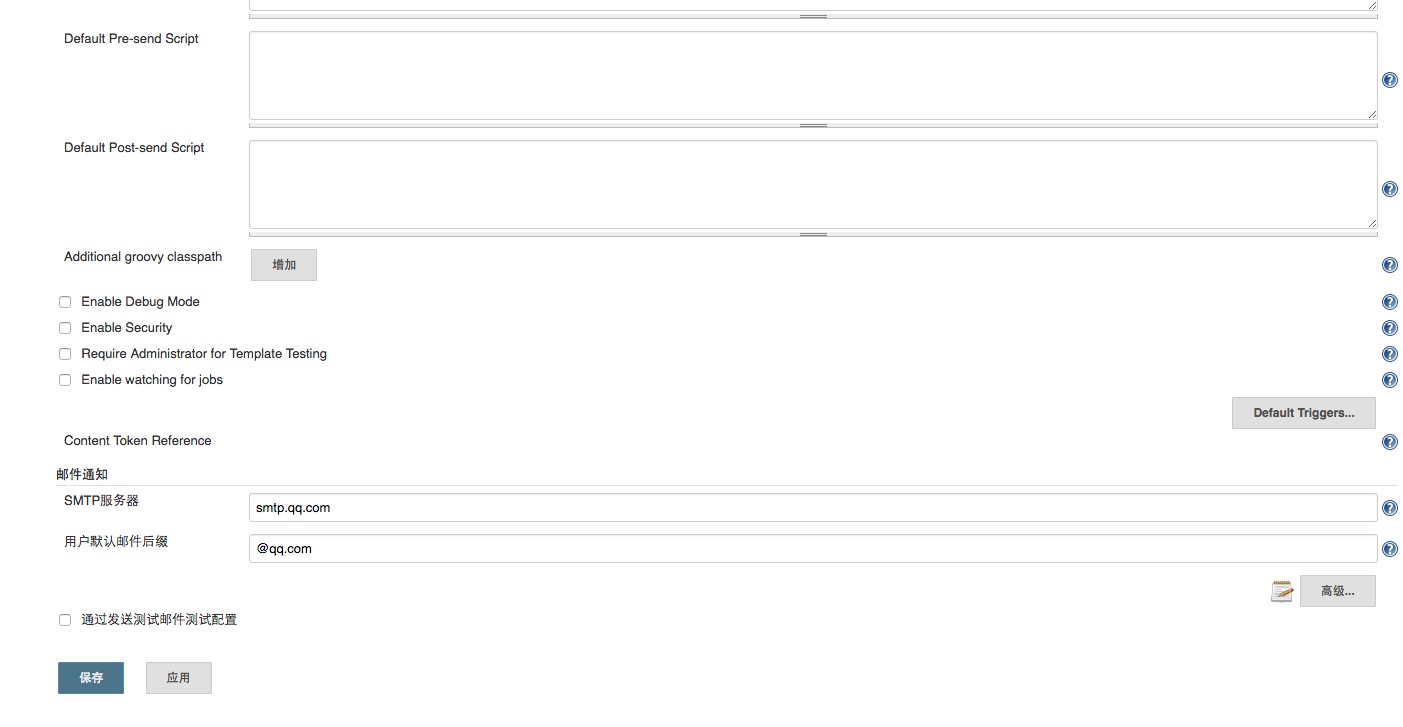 Default Pre-send Script
Default Post-send Script
Additional groovy classpath
增加
Enable Debug Mode
Enable Security
Require Administrator for Template Testing
Enable watching for jobs
Default Triggers...
Content Token Reference
邮件通知
SMTP服务器
smtp.qq.com
用户默认邮件后缀
@qq.com
高级...
通过发送测试邮件测试配置
保存
应用